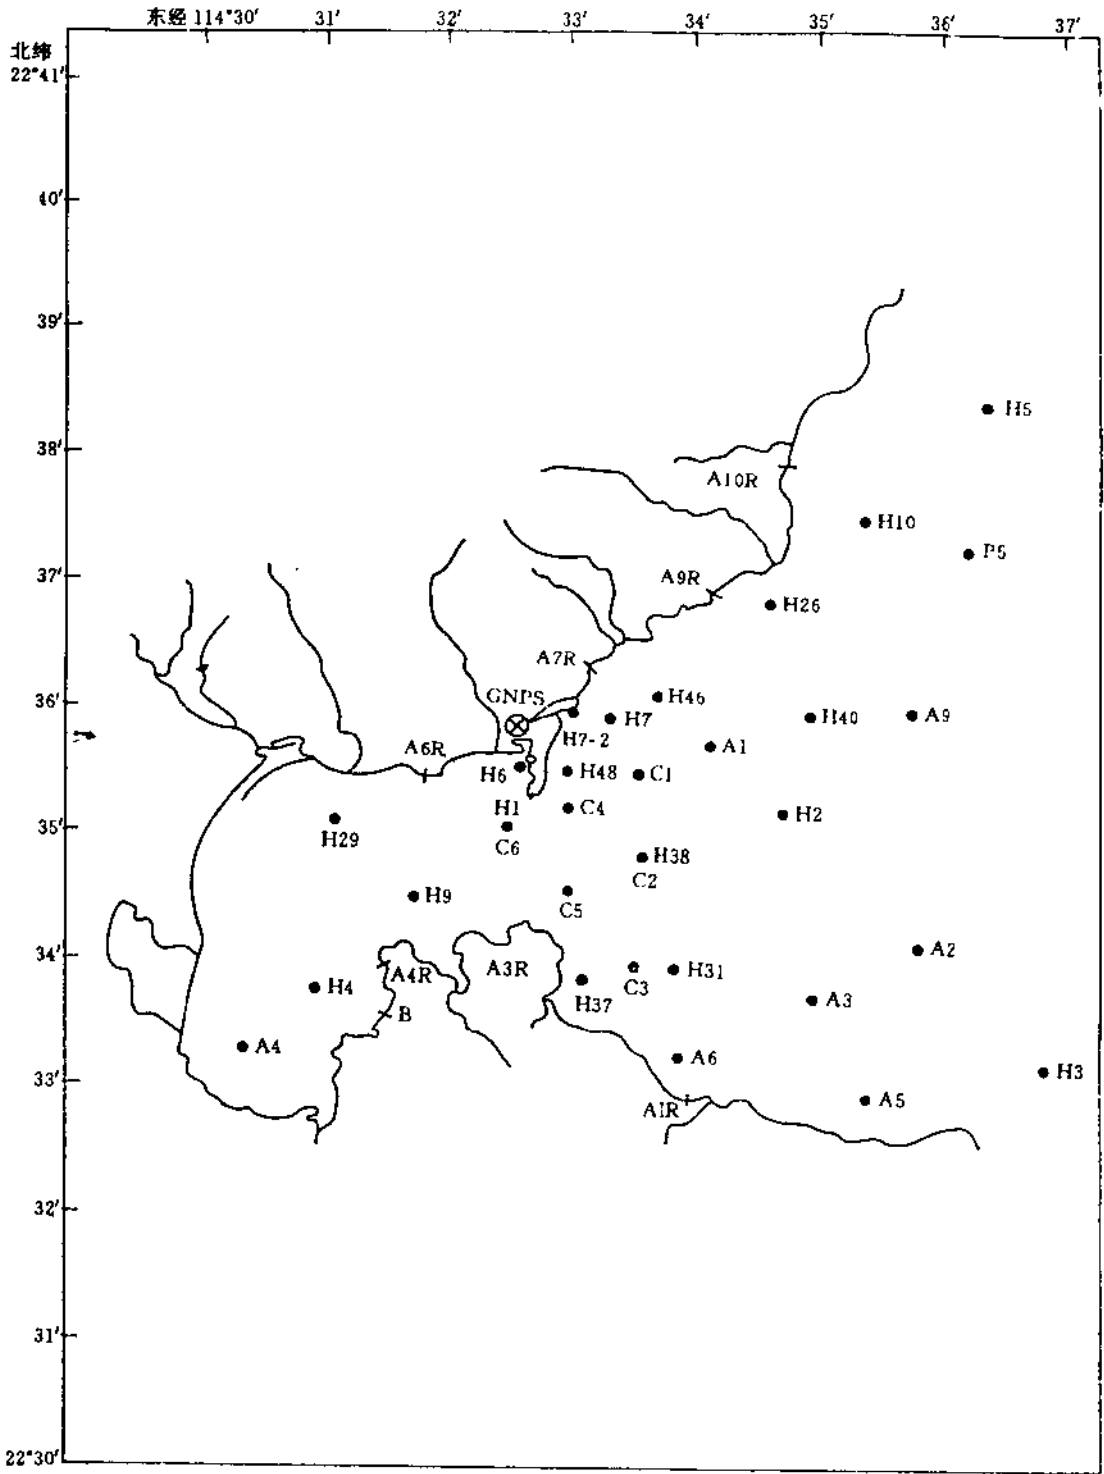 东经 114°30′ 31′ 32′ 33′ 34′ 35′ 36′ 37′
北纬
22°41′
40′
39′
H5
38′
A10R
H10
P5
37′
A9R
H26
A7R
36′
GNPS
H46
H7
H40
A9
H7-2
A6R
A1
H6
H48
C1
H1
C4
H2
35′
H29
C6
H38
C2
H9
C5
34′
A2
A4R
A3R
H31
H4
C3
H37
A3
B
A4
A6
33′
H3
A1R
A5
32′
31′
22°30′